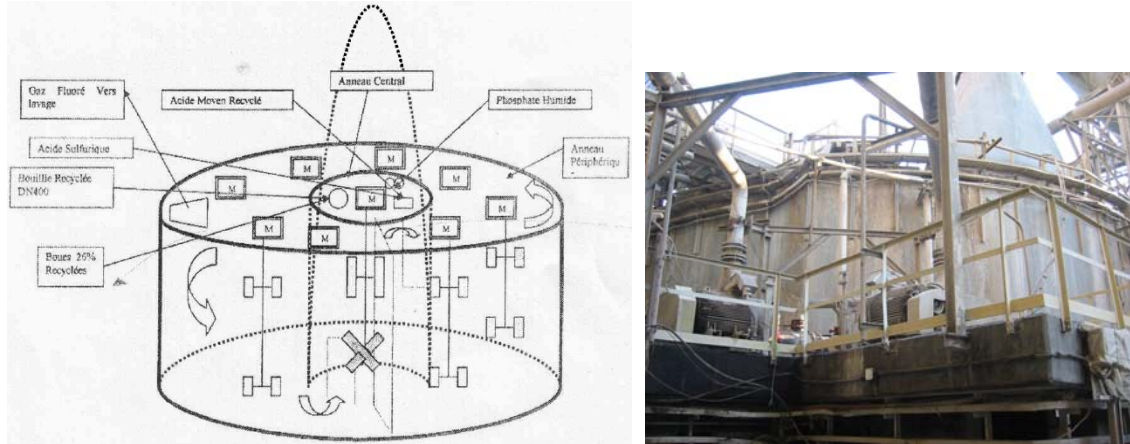 Anneau Central
Gaz Fluoré Vers
lavage
Acide Moyen Recyclé
Phosphate Humide
Acide Sulfurique
Anneau
Périphériqu
Bouillie Recyclée
DN400
M
M
M
M
M
M
M
M
M
Boues 26%
Recyclées